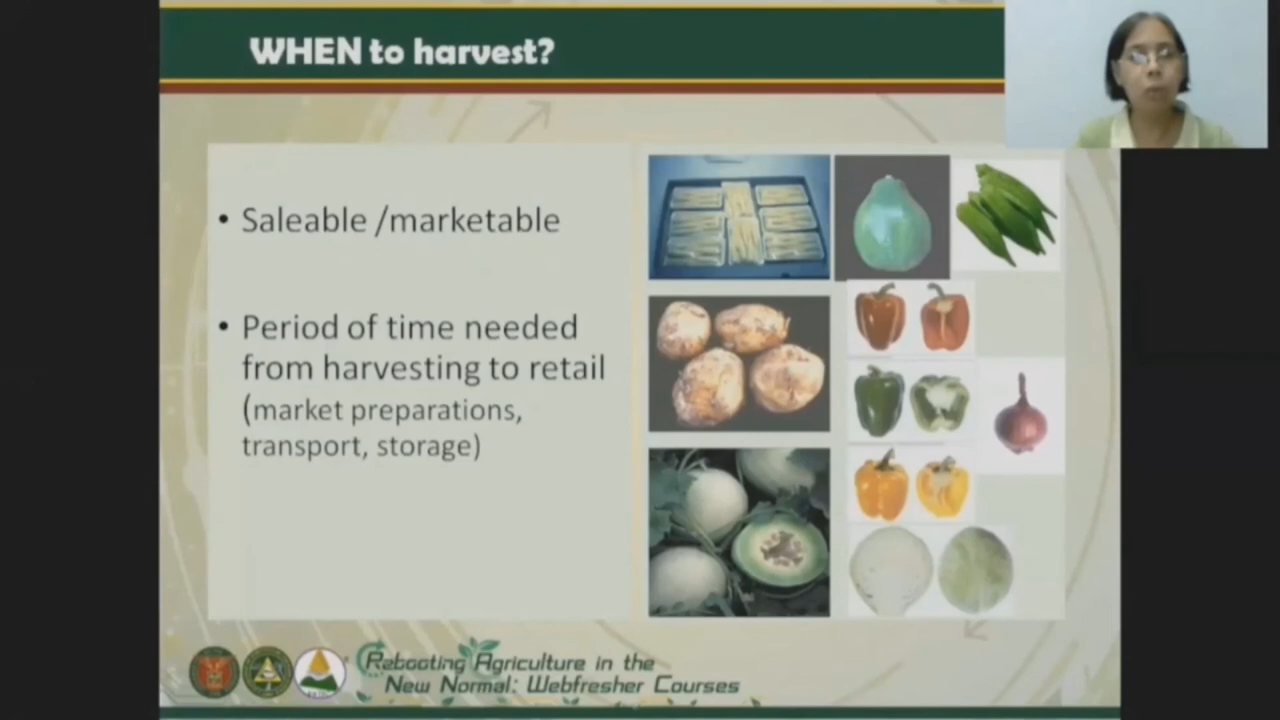 WHEN to harvest?
• Saleable /marketable
• Period of time needed
from harvesting to retail
(market preparations,
transport, storage)
Rebooting Agriculture in the
New Normal: Webfresher Courses